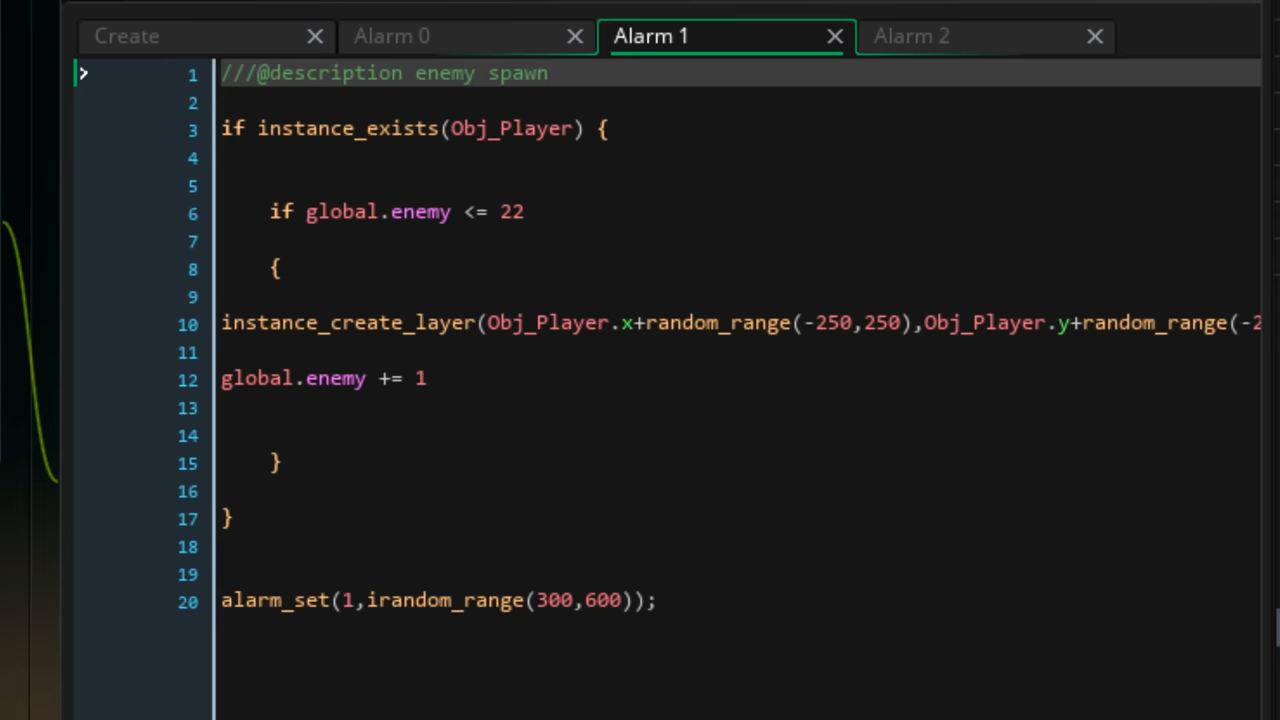 Create
Alarm 0
Alarm 1
Alarm 2
1 ///@description enemy spawn
2
3 if instance_exists(Obj_Player) {
4
5
6 if global.enemy <= 22
7
8 {
9
10 instance_create_layer(Obj_Player.x+random_range(-250,250),Obj_Player.y+random_range(-2
11
12 global.enemy += 1
13
14
15 }
16
17 }
18
19
20 alarm_set(1,irandom_range(300,600));